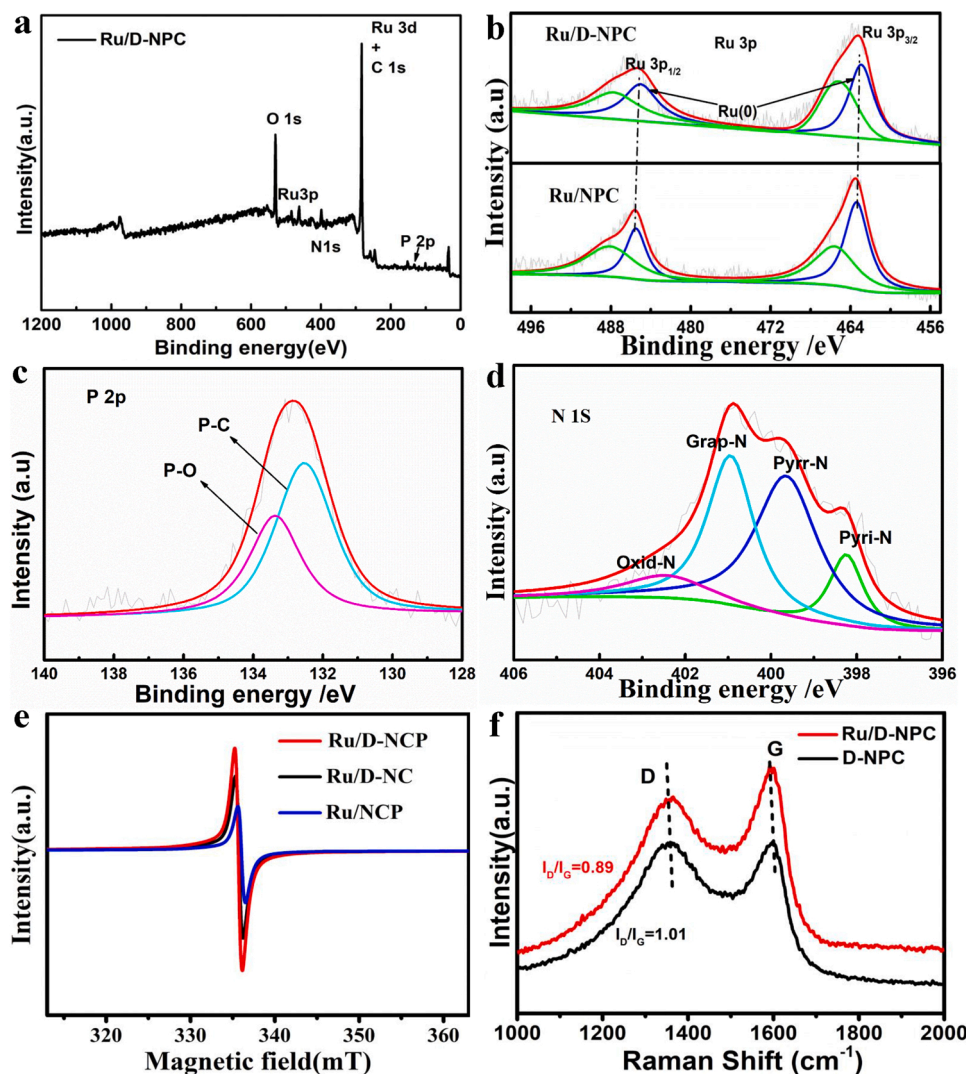 a
Ru/D-NPC
Ru 3d
+
C 1s
O 1s
Ru3p
N1s
P 2p
Intensity(a.u.)
1200 1000 800 600 400 200 0
Binding energy(eV)
b
Ru/D-NPC
Ru 3p
Ru 3p3/2
Ru 3p1/2
Ru(0)
Ru/NPC
Intensity (a.u)
496 488 480 472 464 456
Binding energy /eV
c
P 2p
P-C
P-O
Intensity (a.u)
140 138 136 134 132 130 128
Binding energy /eV
d
N 1S
Grap-N
Pyrr-N
Pyri-N
Oxid-N
Intensity (a.u)
406 404 402 400 398 396
Binding energy /eV
e
Ru/D-NCP
Ru/D-NC
Ru/NCP
Intensity(a.u.)
320 330 340 350 360
Magnetic field(mT)
f
Ru/D-NPC
D-NPC
D
G
ID/IG=0.89
ID/IG=1.01
Intensity(a.u.)
1000 1200 1400 1600 1800 2000
Raman Shift (cm-1)